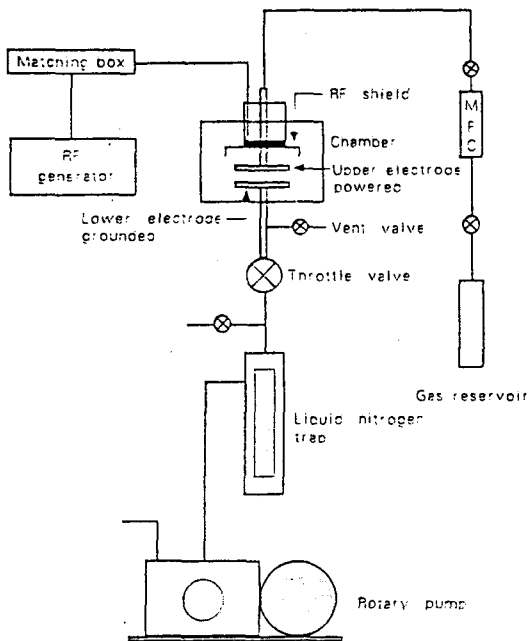 Matching box
RF
generator
RF shield
Chamber
Upper electrode
powered
Lower electrode
grounded
Vent valve
Throttle valve
M
F
C
Gas reservoir
Liquid nitrogen
trap
Rotary pump